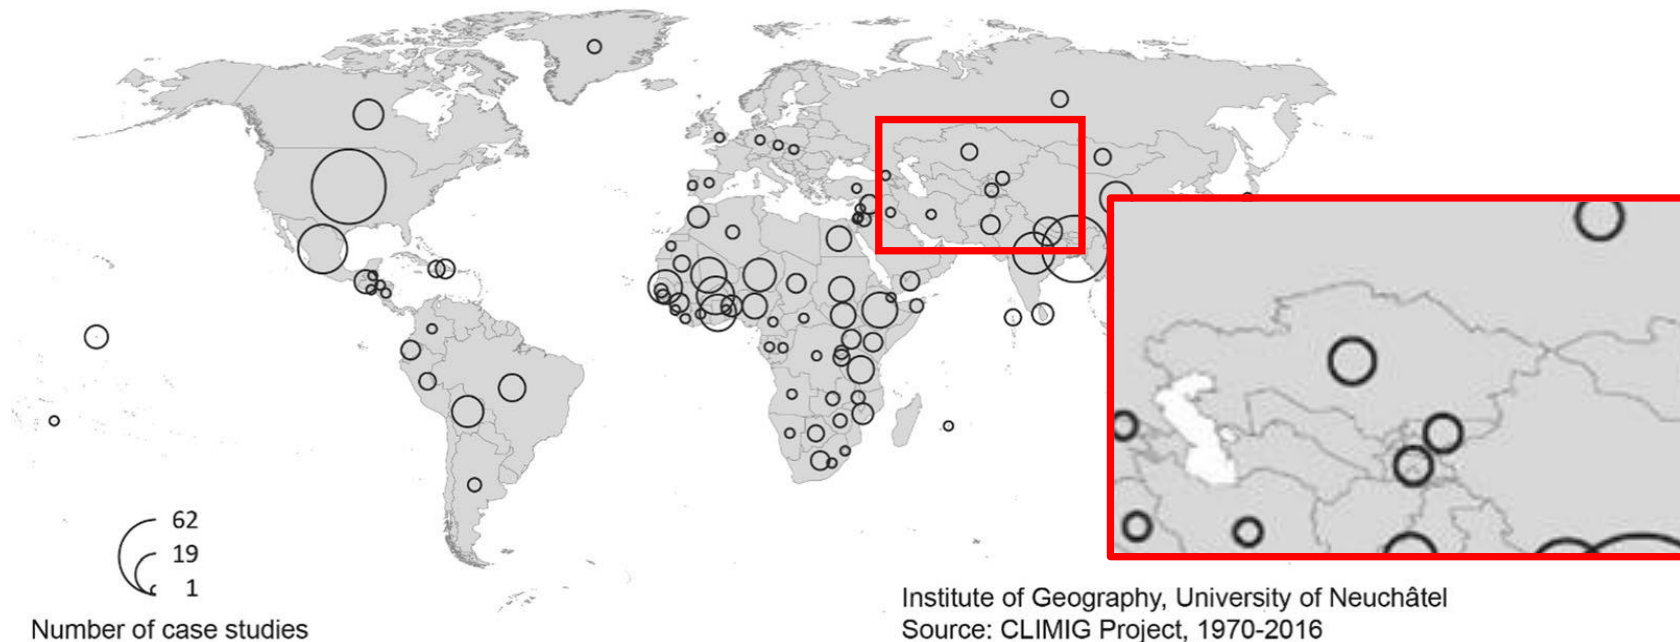 62
19
1
Number of case studies
Institute of Geography, University of Neuchâtel
Source: CLIMIG Project, 1970-2016